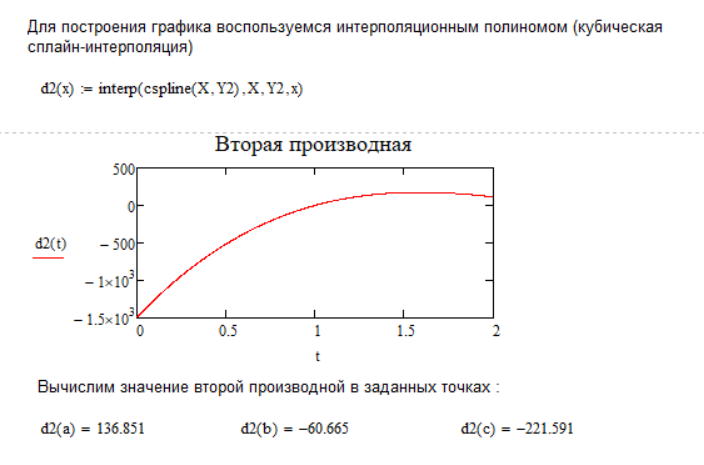 Для построения графика воспользуемся интерполяционным полиномом (кубическая
сплайн-интерполяция)
d2(x) := interp(cspline(X,Y2),X,Y2,x)
Вторая производная
500
0
d2(t)
− 500
− 1×10³
− 1.5×10³
0 0.5 1 1.5 2
t
Вычислим значение второй производной в заданных точках :
d2(a) = 136.851 d2(b) = −60.665 d2(c) = −221.591